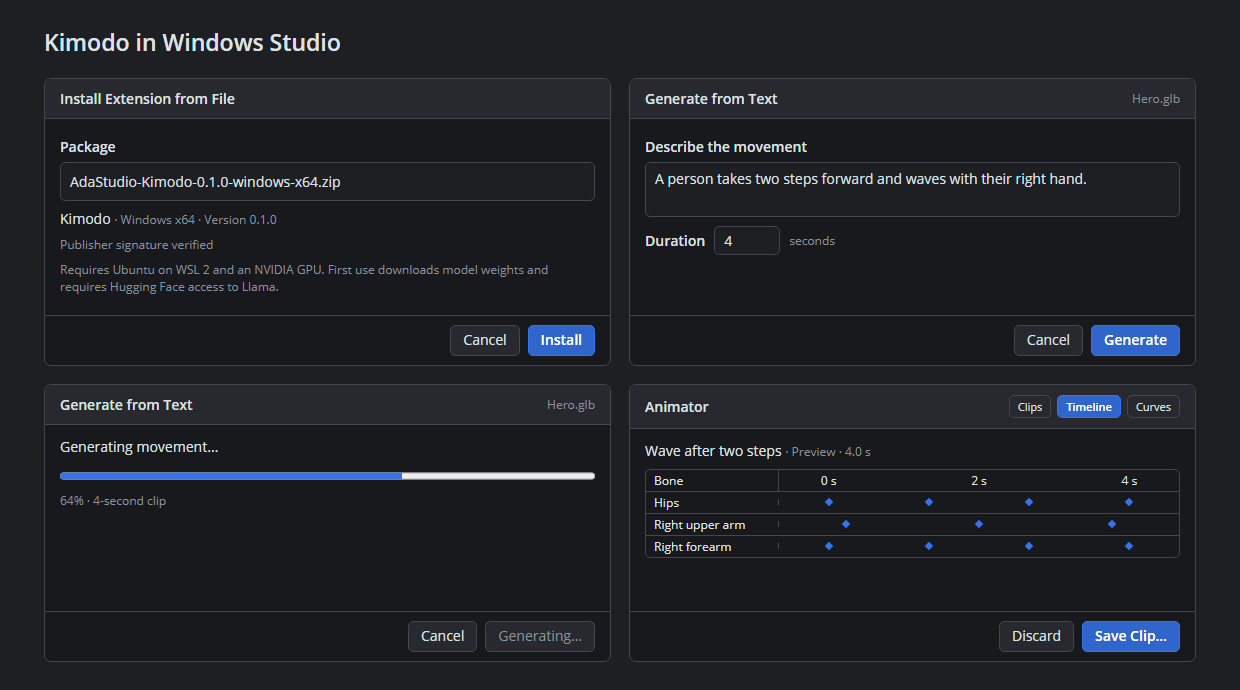 Kimodo in Windows Studio
Install Extension from File
Package
AdaStudio-Kimodo-0.1.0-windows-x64.zip
Kimodo · Windows x64 · Version 0.1.0
Publisher signature verified
Requires Ubuntu on WSL 2 and an NVIDIA GPU. First use downloads model weights and
requires Hugging Face access to Llama.
Cancel Install
Generate from Text Hero.glb
Describe the movement
A person takes two steps forward and waves with their right hand.
Duration 4 seconds
Cancel Generate
Generate from Text Hero.glb
Generating movement...
64% · 4-second clip
Cancel Generating...
Animator Clips Timeline Curves
Wave after two steps · Preview · 4.0 s
Bone 0 s 2 s 4 s
Hips
Right upper arm
Right forearm
Discard Save Clip...